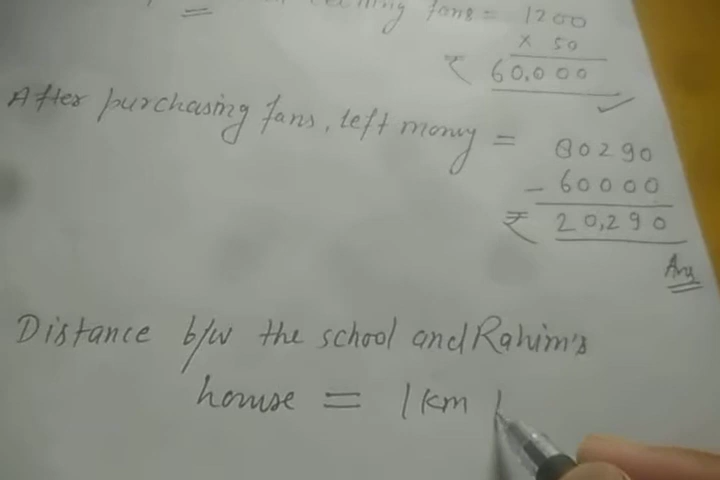 fans = 1200
x 50
₹ 60,000
After purchasing fans, left money = 80290
- 60000
₹ 20,290
Ans
Distance b/w the school and Rahim's
house = 1 km